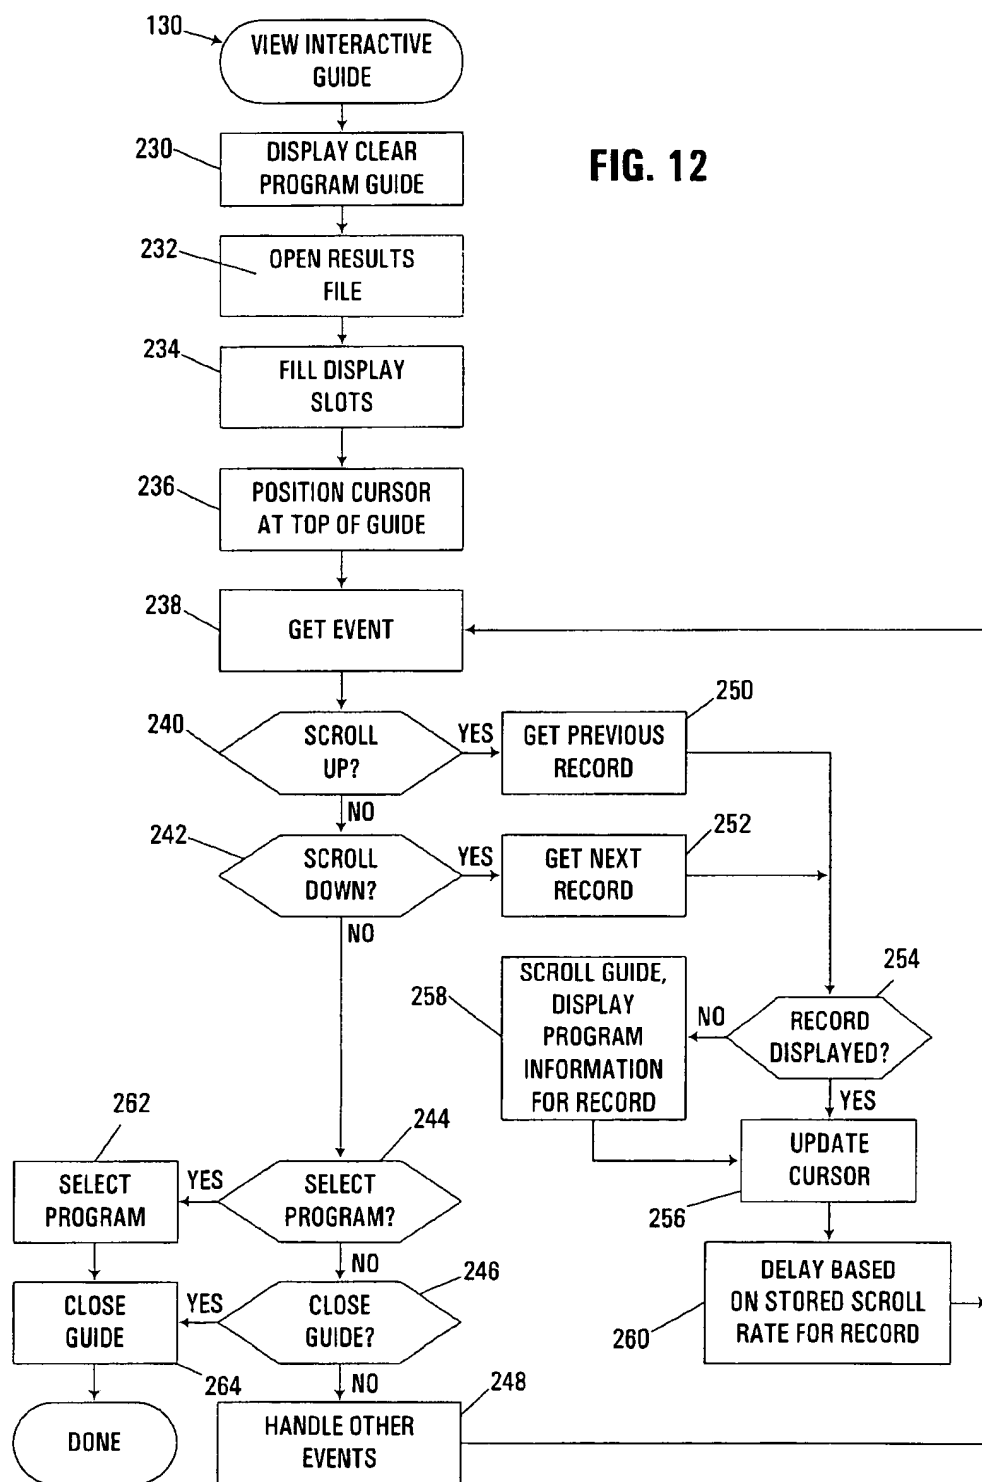 130
VIEW INTERACTIVE
GUIDE
230
DISPLAY CLEAR
PROGRAM GUIDE
FIG. 12
232
OPEN RESULTS
FILE
234
FILL DISPLAY
SLOTS
236
POSITION CURSOR
AT TOP OF GUIDE
238
GET EVENT
240
SCROLL
UP?
YES
NO
250
GET PREVIOUS
RECORD
242
SCROLL
DOWN?
YES
NO
252
GET NEXT
RECORD
254
RECORD
DISPLAYED?
NO
YES
258
SCROLL GUIDE,
DISPLAY
PROGRAM
INFORMATION
FOR RECORD
UPDATE
CURSOR
256
DELAY BASED
ON STORED SCROLL
RATE FOR RECORD
260
244
SELECT
PROGRAM?
YES
NO
262
SELECT
PROGRAM
246
CLOSE
GUIDE?
YES
NO
CLOSE
GUIDE
264
DONE
248
HANDLE OTHER
EVENTS